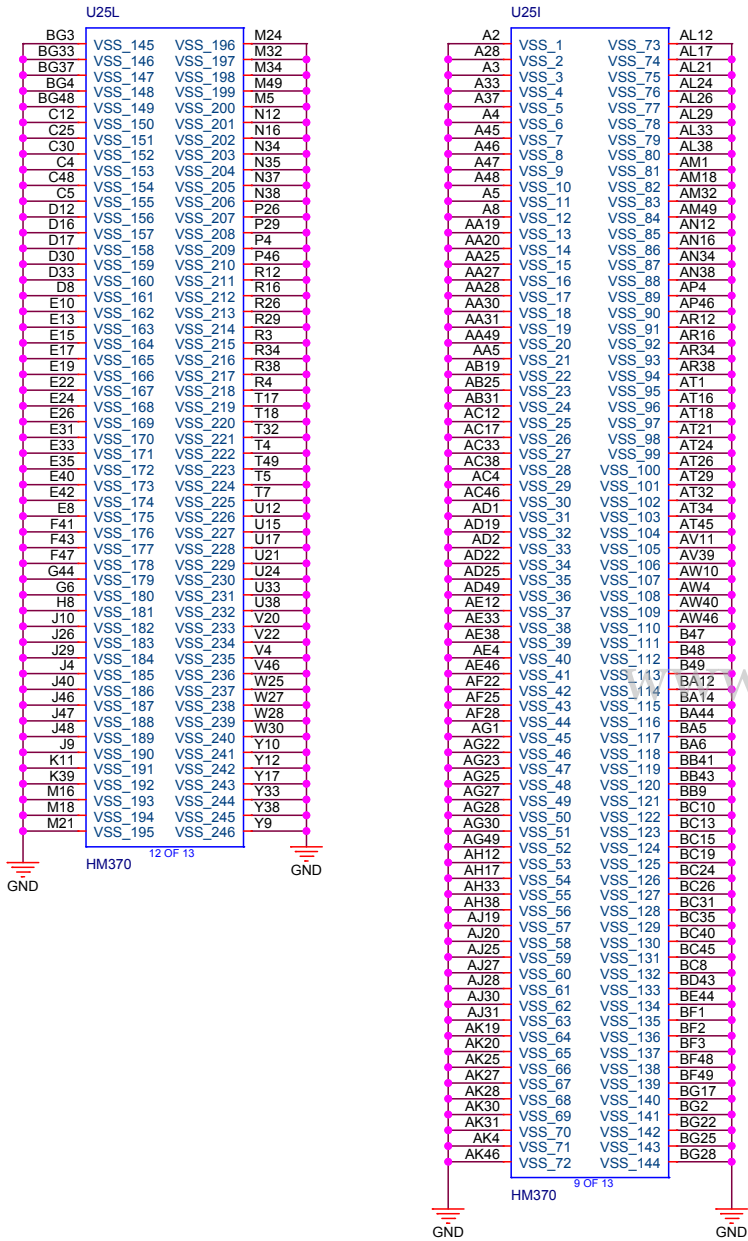 U25L
BG3 VSS_145 VSS_196 M24
BG33 VSS_146 VSS_197 M32
BG37 VSS_147 VSS_198 M34
BG4 VSS_148 VSS_199 M49
BG48 VSS_149 VSS_200 M5
C12 VSS_150 VSS_201 N12
C25 VSS_151 VSS_202 N16
C30 VSS_152 VSS_203 N34
C4 VSS_153 VSS_204 N35
C48 VSS_154 VSS_205 N37
C5 VSS_155 VSS_206 N38
D12 VSS_156 VSS_207 P26
D16 VSS_157 VSS_208 P29
D17 VSS_158 VSS_209 P4
D30 VSS_159 VSS_210 P46
D33 VSS_160 VSS_211 R12
D8 VSS_161 VSS_212 R16
E10 VSS_162 VSS_213 R26
E13 VSS_163 VSS_214 R29
E15 VSS_164 VSS_215 R3
E17 VSS_165 VSS_216 R34
E19 VSS_166 VSS_217 R38
E22 VSS_167 VSS_218 R4
E24 VSS_168 VSS_219 T17
E26 VSS_169 VSS_220 T18
E31 VSS_170 VSS_221 T32
E33 VSS_171 VSS_222 T4
E35 VSS_172 VSS_223 T49
E40 VSS_173 VSS_224 T5
E42 VSS_174 VSS_225 T7
E8 VSS_175 VSS_226 U12
F41 VSS_176 VSS_227 U15
F43 VSS_177 VSS_228 U17
F47 VSS_178 VSS_229 U21
G44 VSS_179 VSS_230 U24
G6 VSS_180 VSS_231 U33
H8 VSS_181 VSS_232 U38
J10 VSS_182 VSS_233 V20
J26 VSS_183 VSS_234 V22
J29 VSS_184 VSS_235 V4
J4 VSS_185 VSS_236 V46
J40 VSS_186 VSS_237 W25
J46 VSS_187 VSS_238 W27
J47 VSS_188 VSS_239 W28
J48 VSS_189 VSS_240 W30
J9 VSS_190 VSS_241 Y10
K11 VSS_191 VSS_242 Y12
K39 VSS_192 VSS_243 Y17
M16 VSS_193 VSS_244 Y33
M18 VSS_194 VSS_245 Y38
M21 VSS_195 VSS_246 Y9
12 OF 13
HM370
GND
GND
U25I
A2 VSS_1 VSS_73 AL12
A28 VSS_2 VSS_74 AL17
A3 VSS_3 VSS_75 AL21
A33 VSS_4 VSS_76 AL24
A37 VSS_5 VSS_77 AL26
A4 VSS_6 VSS_78 AL29
A45 VSS_7 VSS_79 AL33
A46 VSS_8 VSS_80 AL38
A47 VSS_9 VSS_81 AM1
A48 VSS_10 VSS_82 AM18
A5 VSS_11 VSS_83 AM32
A8 VSS_12 VSS_84 AM49
AA19 VSS_13 VSS_85 AN12
AA20 VSS_14 VSS_86 AN16
AA25 VSS_15 VSS_87 AN34
AA27 VSS_16 VSS_88 AN38
AA28 VSS_17 VSS_89 AP4
AA30 VSS_18 VSS_90 AP46
AA31 VSS_19 VSS_91 AR12
AA49 VSS_20 VSS_92 AR16
AA5 VSS_21 VSS_93 AR34
AB19 VSS_22 VSS_94 AR38
AB25 VSS_23 VSS_95 AT1
AB31 VSS_24 VSS_96 AT16
AC12 VSS_25 VSS_97 AT18
AC17 VSS_26 VSS_98 AT21
AC33 VSS_27 VSS_99 AT24
AC38 VSS_28 VSS_100 AT26
AC4 VSS_29 VSS_101 AT29
AC46 VSS_30 VSS_102 AT32
AD1 VSS_31 VSS_103 AT34
AD19 VSS_32 VSS_104 AT45
AD2 VSS_33 VSS_105 AV11
AD22 VSS_34 VSS_106 AV39
AD25 VSS_35 VSS_107 AW10
AD49 VSS_36 VSS_108 AW4
AE12 VSS_37 VSS_109 AW40
AE33 VSS_38 VSS_110 AW46
AE38 VSS_39 VSS_111 B47
AE4 VSS_40 VSS_112 B48
AE46 VSS_41 B49
AF22 VSS_42 BA12
AF25 VSS_43 VSS_115 BA14
AF28 VSS_44 VSS_116 BA44
AG1 VSS_45 VSS_117 BA5
AG22 VSS_46 VSS_118 BA6
AG23 VSS_47 VSS_119 BB41
AG25 VSS_48 VSS_120 BB43
AG27 VSS_49 VSS_121 BB9
AG28 VSS_50 VSS_122 BC10
AG30 VSS_51 VSS_123 BC13
AG49 VSS_52 VSS_124 BC15
AH12 VSS_53 VSS_125 BC19
AH17 VSS_54 VSS_126 BC24
AH33 VSS_55 VSS_127 BC26
AH38 VSS_56 VSS_128 BC31
AJ19 VSS_57 VSS_129 BC35
AJ20 VSS_58 VSS_130 BC40
AJ25 VSS_59 VSS_131 BC45
AJ27 VSS_60 VSS_132 BC8
AJ28 VSS_61 VSS_133 BD43
AJ30 VSS_62 VSS_134 BE44
AJ31 VSS_63 VSS_135 BF1
AK19 VSS_64 VSS_136 BF2
AK20 VSS_65 VSS_137 BF3
AK25 VSS_66 VSS_138 BF48
AK27 VSS_67 VSS_139 BF49
AK28 VSS_68 VSS_140 BG17
AK30 VSS_69 VSS_141 BG2
AK31 VSS_70 VSS_142 BG22
AK4 VSS_71 VSS_143 BG25
AK46 VSS_72 VSS_144 BG28
9 OF 13
HM370
GND
GND